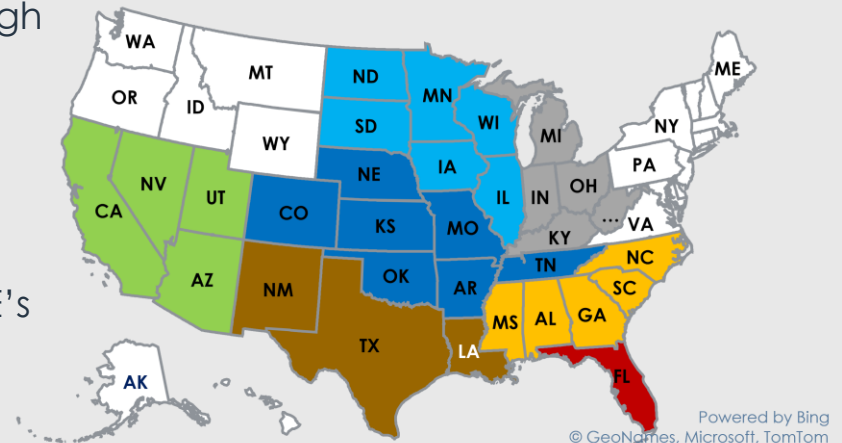 gh
WA
ME
MT
ND
OR
MN
ID
NY
SD
WI
MI
WY
PA
IA
NE
NV
OH
UT
IL
IN
CA
CO
...
KS
MO
VA
KY
NC
TN
AZ
OK
NM
AR
SC
E's
MS
AL
GA
TX
LA
AK
FL
Powered by Bing
© GeoNames, Microsoft, TomTom